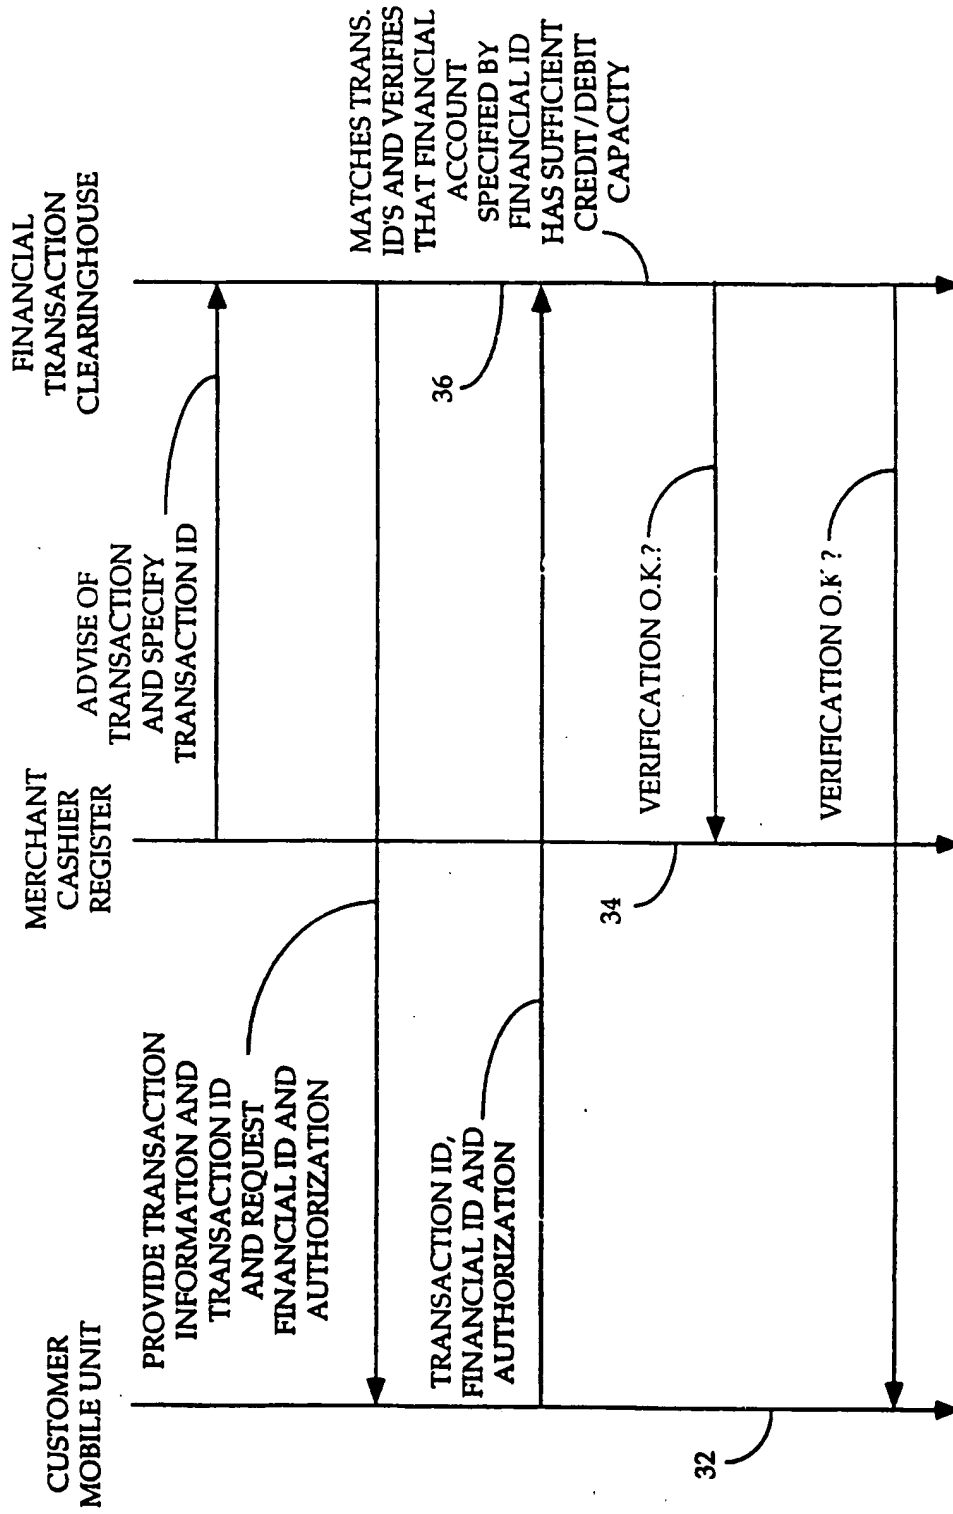 CUSTOMER
MOBILE UNIT
MERCHANT
CASHIER
REGISTER
FINANCIAL
TRANSACTION
CLEARINGHOUSE
ADVISE OF
TRANSACTION
AND SPECIFY
TRANSACTION ID
PROVIDE TRANSACTION
INFORMATION AND
TRANSACTION ID
AND REQUEST
FINANCIAL ID AND
AUTHORIZATION
MATCHES TRANS.
ID'S AND VERIFIES
THAT FINANCIAL
ACCOUNT
SPECIFIED BY
FINANCIAL ID
HAS SUFFICIENT
CREDIT/DEBIT
CAPACITY
36
TRANSACTION ID,
FINANCIAL ID AND
AUTHORIZATION
34
VERIFICATION O.K.?
32
VERIFICATION O.K ?